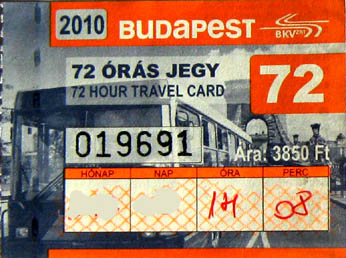 2010 BUDAPEST BKVZRT
72 ÓRÁS JEGY 72
72 HOUR TRAVEL CARD
019691 Ára: 3850 Ft
HÓNAP NAP ÓRA PERC
14 08